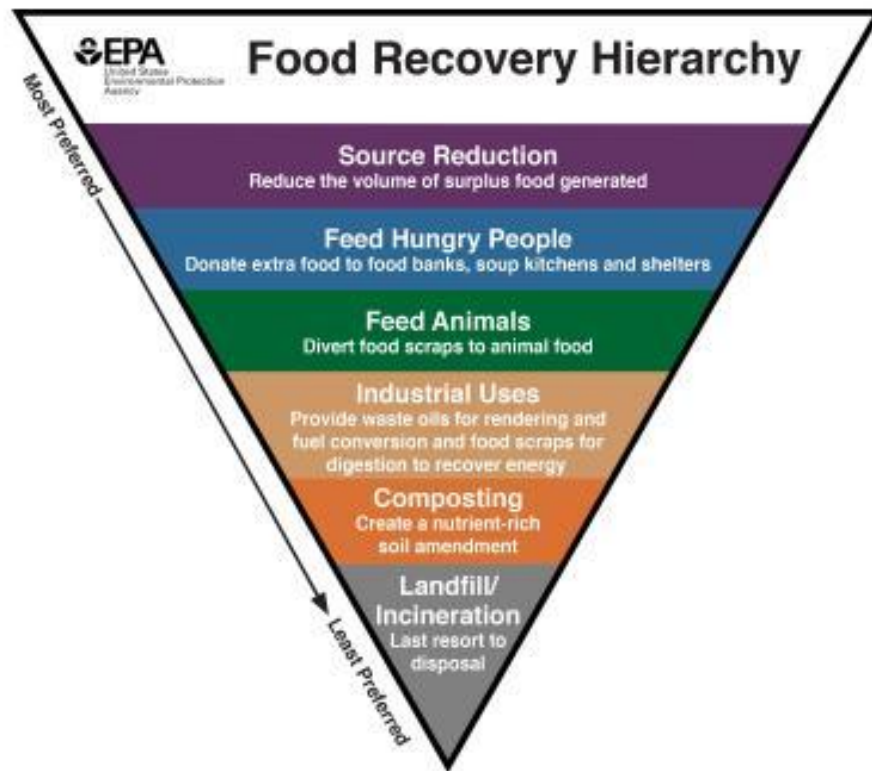 EPA
United States
Environmental Protection
Agency
Food Recovery Hierarchy
Most Preferred
Source Reduction
Reduce the volume of surplus food generated
Feed Hungry People
Donate extra food to food banks, soup kitchens and shelters
Feed Animals
Divert food scraps to animal food
Industrial Uses
Provide waste oils for rendering and
fuel conversion and food scraps for
digestion to recover energy
Composting
Create a nutrient-rich
soil amendment
Landfill/
Incineration
Last resort to
disposal
Least Preferred